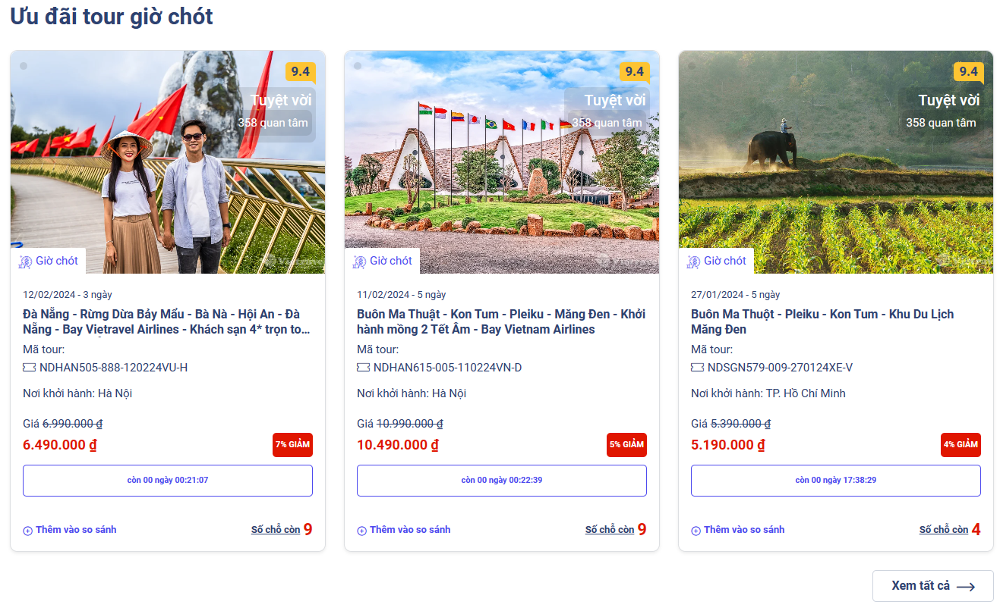 Ưu đãi tour giờ chót
9.4
Tuyệt vời
358 quan tâm
Giờ chót
12/02/2024 - 3 ngày
Đà Nẵng - Rừng Dừa Bảy Mẩu - Bà Nà - Hội An - Đà
Nẵng - Bay Vietravel Airlines - Khách sạn 4* trọn to...
Mã tour:
NDHAN505-888-120224VU-H
Nơi khởi hành: Hà Nội
Giá 6.990.000 ₫
6.490.000 ₫
7% GIẢM
còn 00 ngày 00:21:07
Thêm vào so sánh
Số chỗ còn 9
9.4
Tuyệt vời
358 quan tâm
Giờ chót
11/02/2024 - 5 ngày
Buôn Ma Thuật - Kon Tum - Pleiku - Măng Đen - Khởi
hành mồng 2 Tết Âm - Bay Vietnam Airlines
Mã tour:
NDHAN615-005-110224VN-D
Nơi khởi hành: Hà Nội
Giá 10.990.000 ₫
10.490.000 ₫
5% GIẢM
còn 00 ngày 00:22:39
Thêm vào so sánh
Số chỗ còn 9
9.4
Tuyệt vời
358 quan tâm
Giờ chót
27/01/2024 - 5 ngày
Buôn Ma Thuột - Pleiku - Kon Tum - Khu Du Lịch
Măng Đen
Mã tour:
NDSGN579-009-270124XE-V
Nơi khởi hành: TP. Hồ Chí Minh
Giá 5.390.000 ₫
5.190.000 ₫
4% GIẢM
còn 00 ngày 17:38:29
Thêm vào so sánh
Số chỗ còn 4
Xem tất cả